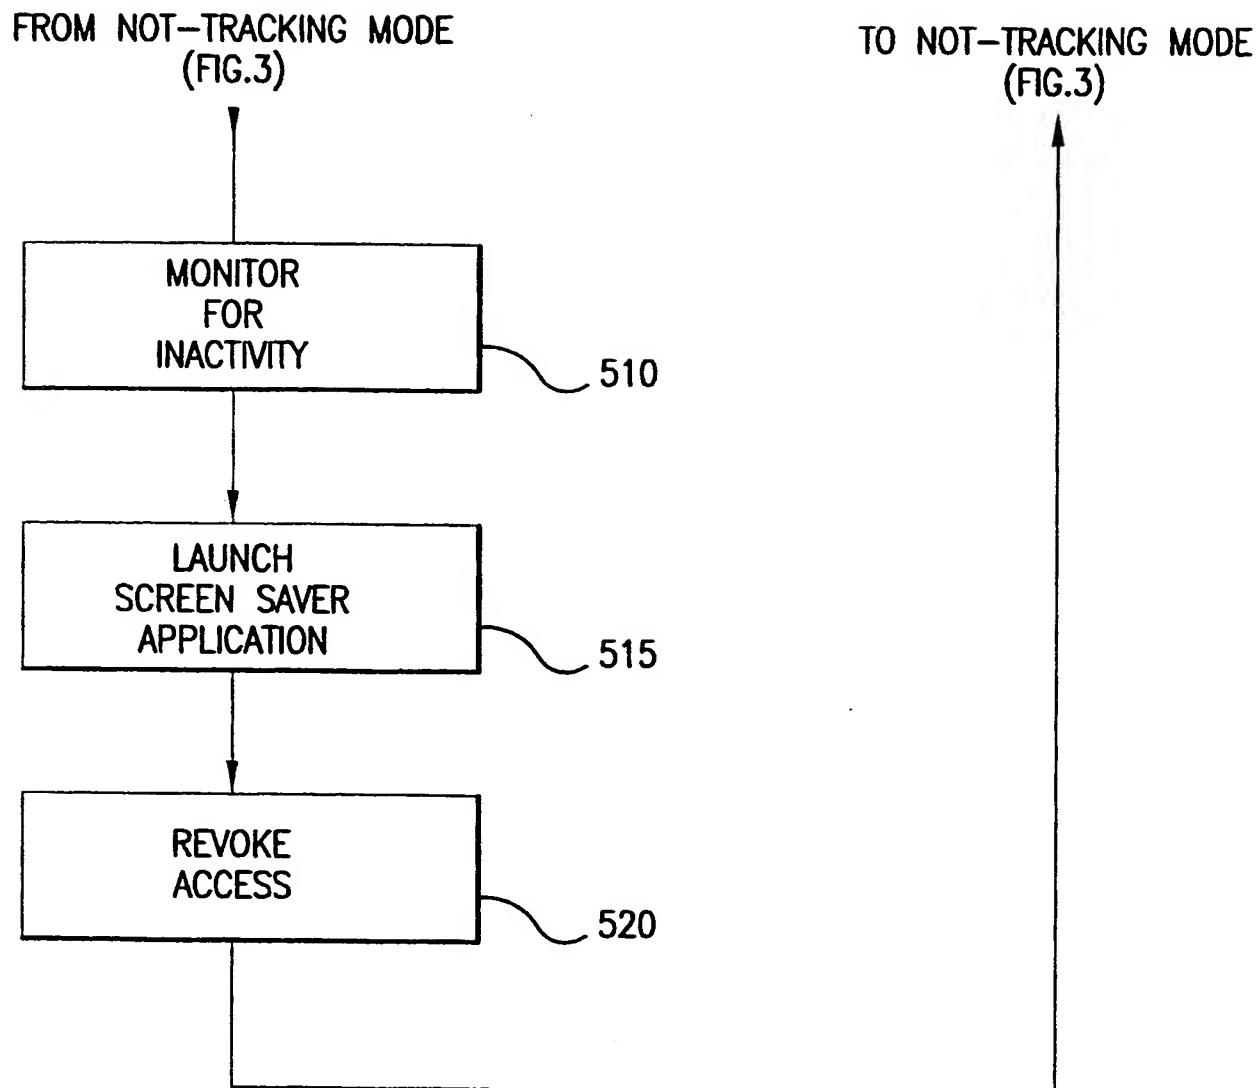 FROM NOT-TRACKING MODE
(FIG.3)
TO NOT-TRACKING MODE
(FIG.3)
MONITOR
FOR
INACTIVITY
510
LAUNCH
SCREEN SAVER
APPLICATION
515
REVOKE
ACCESS
520